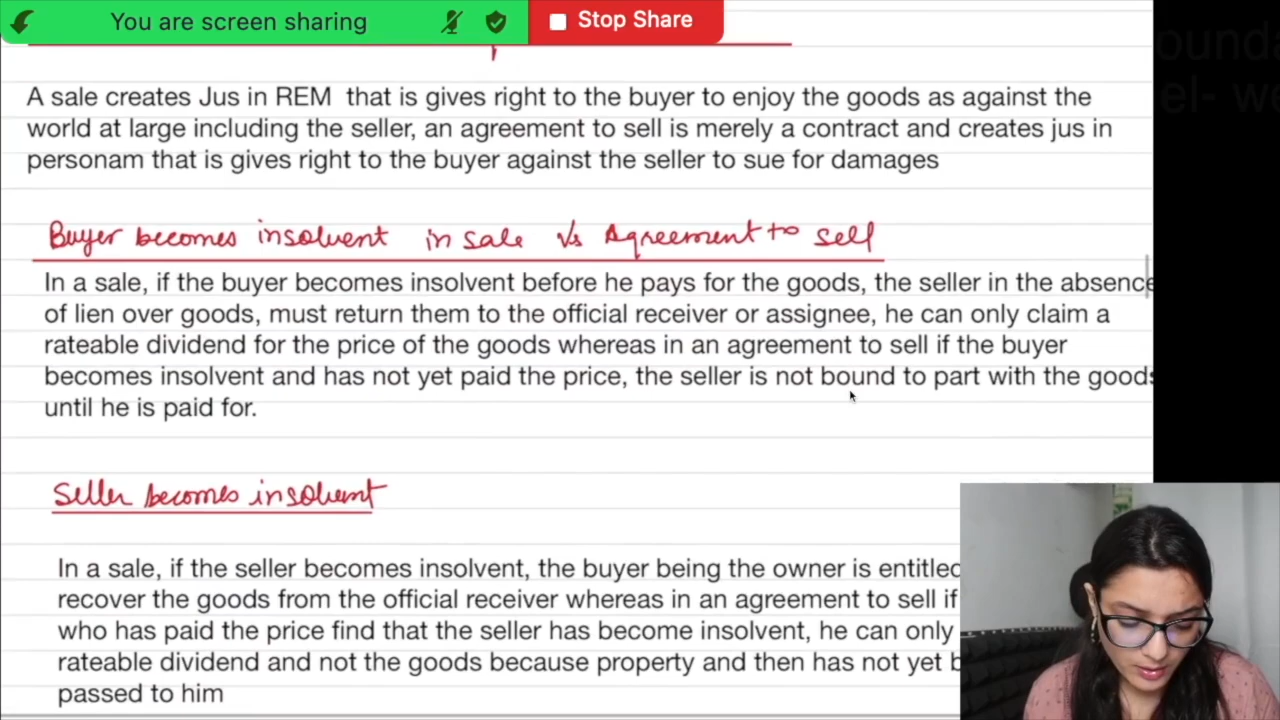 You are screen sharing
Stop Share
A sale creates Jus in REM that is gives right to the buyer to enjoy the goods as against the
world at large including the seller, an agreement to sell is merely a contract and creates jus in
personam that is gives right to the buyer against the seller to sue for damages
Buyer becomes insolvent in sale Vs Agreement to sell
In a sale, if the buyer becomes insolvent before he pays for the goods, the seller in the absence
of lien over goods, must return them to the official receiver or assignee, he can only claim a
rateable dividend for the price of the goods whereas in an agreement to sell if the buyer
becomes insolvent and has not yet paid the price, the seller is not bound to part with the goods
until he is paid for.
Seller becomes insolvent
In a sale, if the seller becomes insolvent, the buyer being the owner is entitled
recover the goods from the official receiver whereas in an agreement to sell if
who has paid the price find that the seller has become insolvent, he can only
rateable dividend and not the goods because property and then has not yet
passed to him